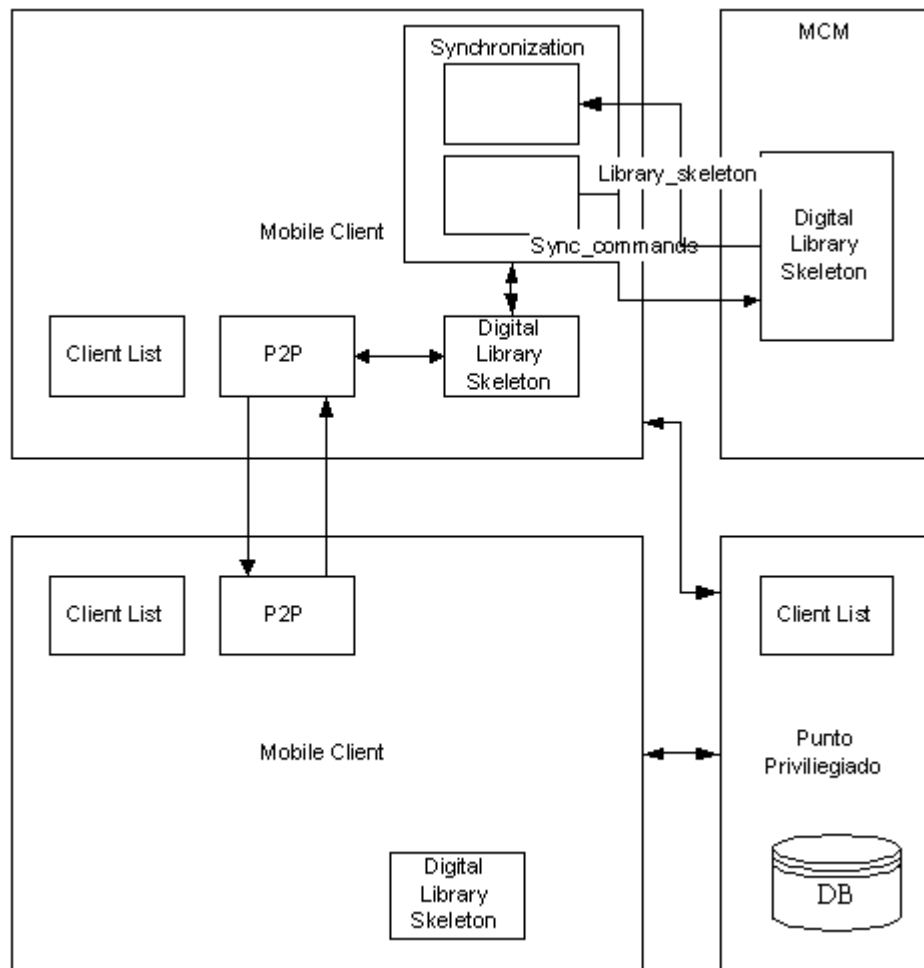 Synchronization
MCM
Library_skeleton
Digital
Library
Skeleton
Mobile Client
Sync_commands
Client List
P2P
Digital
Library
Skeleton
Client List
P2P
Client List
Mobile Client
Punto
Priviliegiado
Digital
Library
Skeleton
DB